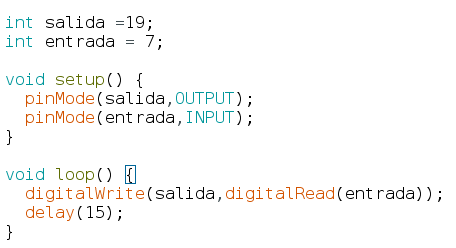 int salida =19;
int entrada = 7;
void setup() {
pinMode(salida,OUTPUT);
pinMode(entrada,INPUT);
}
void loop() {
digitalWrite(salida,digitalRead(entrada));
delay(15);
}